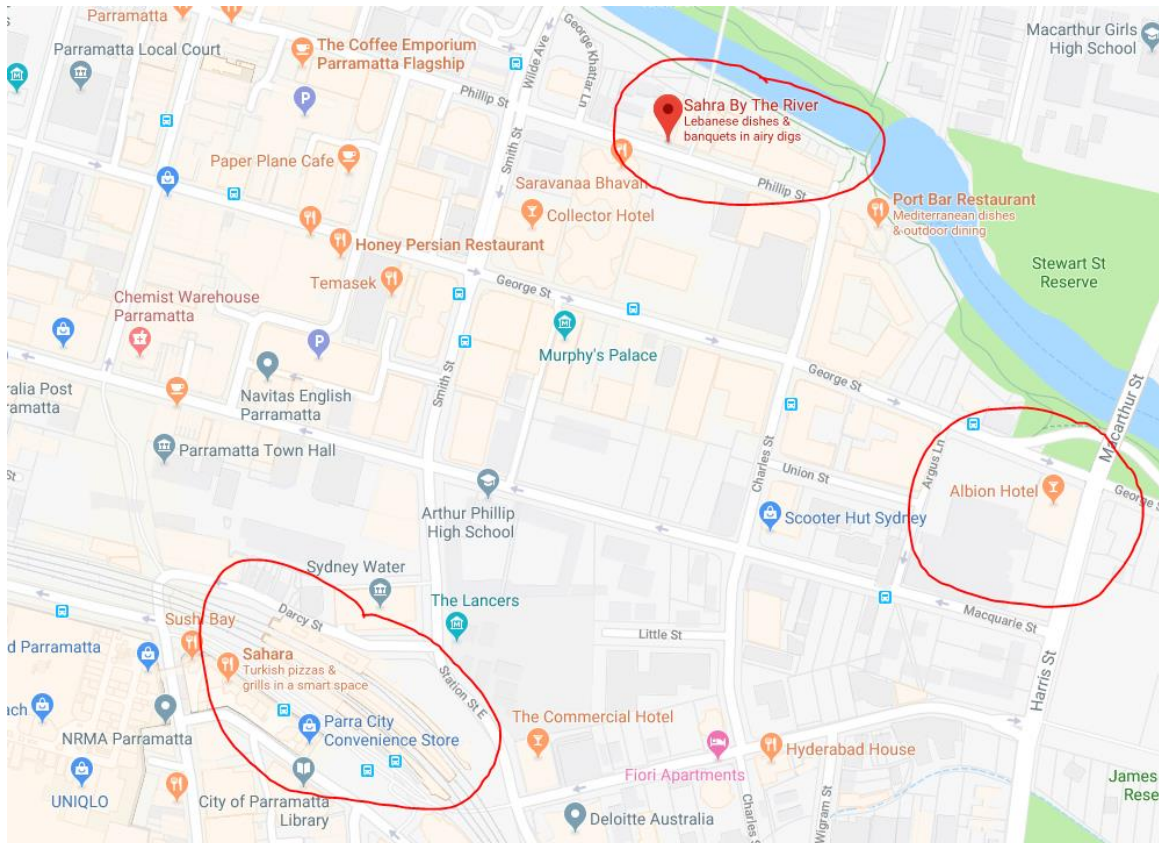 Parramatta
Macarthur Girls
High School
Parramatta Local Court
The Coffee Emporium
Parramatta Flagship
Wilde Ave
George Khattar Ln
Phillip St
Sahra By The River
Lebanese dishes &
banquets in airy digs
Smith St
Paper Plane Cafe
Saravanaa Bhavan
Phillip St
Port Bar Restaurant
Mediterranean dishes
& outdoor dining
Collector Hotel
Honey Persian Restaurant
Stewart St
Reserve
Temasek
George St
Chemist Warehouse
Parramatta
Murphy's Palace
Smith St
George St
Navitas English
Parramatta
ralia Post
rramatta
Macarthur St
Parramatta Town Hall
Charles St
Union St
Argus Ln
Albion Hotel
George S
St
Arthur Phillip
High School
Scooter Hut Sydney
Sydney Water
The Lancers
Macquarie St
Darcy St
Sushi Bay
Little St
d Parramatta
Sahara
Turkish pizzas &
grills in a smart space
Station St E
Harris St
ach
NRMA Parramatta
Parra City
Convenience Store
The Commercial Hotel
Hyderabad House
Fiori Apartments
UNIQLO
City of Parramatta
Library
Deloitte Australia
Charles St
Wigram St
James
Rese